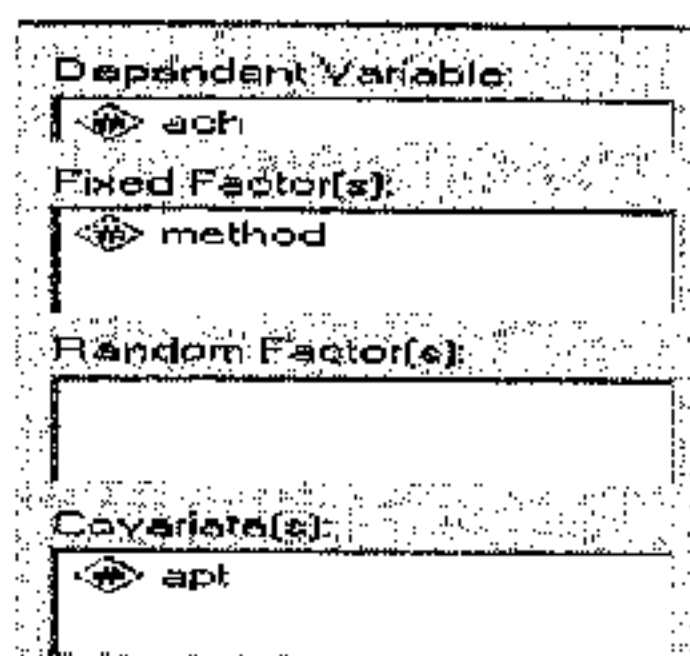 Dependent Variable:
ach
Fixed Factor(s):
method
Random Factor(s):
Covariate(s):
apt